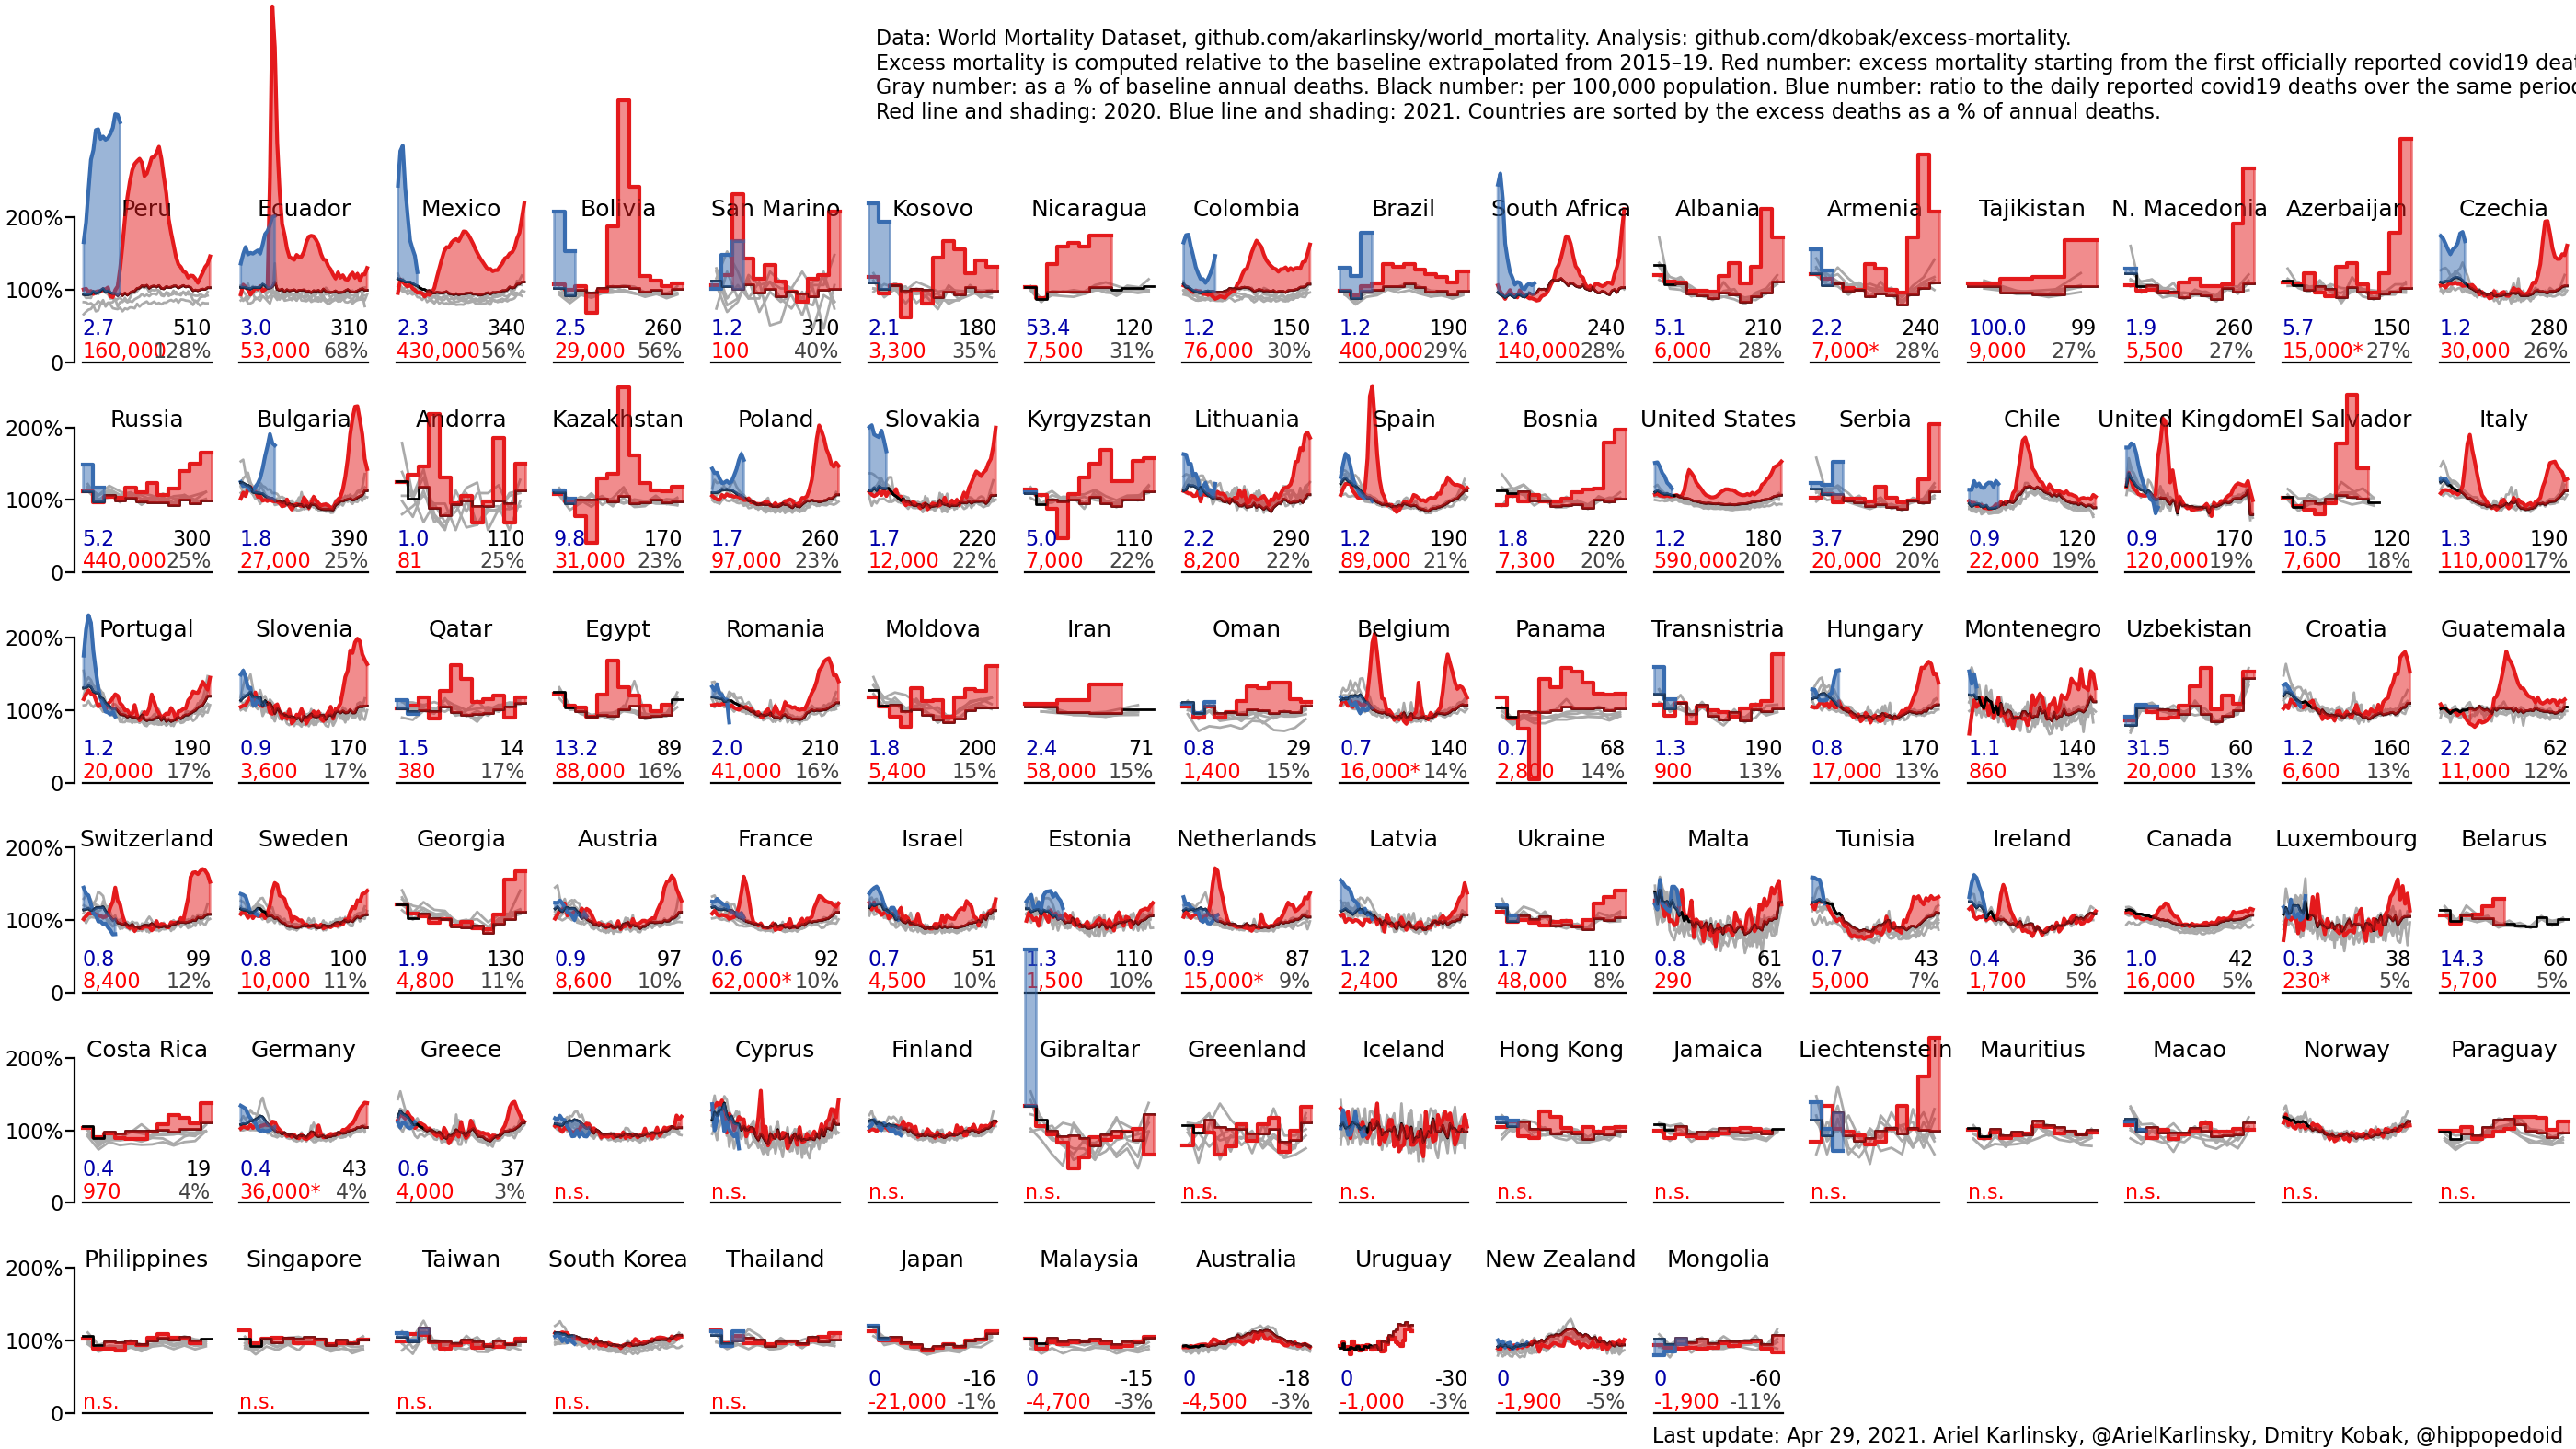 Data: World Mortality Dataset, github.com/akarlinsky/world_mortality. Analysis: github.com/dkobak/excess-mortality.
Excess mortality is computed relative to the baseline extrapolated from 2015–19. Red number: excess mortality starting from the first officially reported covid19
Gray number: as a % of baseline annual deaths. Black number: per 100,000 population. Blue number: ratio to the daily reported covid19 deaths over the same
Red line and shading: 2020. Blue line and shading: 2021. Countries are sorted by the excess deaths as a % of annual deaths.
200% Peru Ecuador Mexico Bolivia San Marino Kosovo Nicaragua Colombia Brazil South Africa Albania Armenia Tajikistan N. Macedonia Azerbaijan Czechia
100%
2.7 510 3.0 310 2.3 340 2.5 260 1.2 310 2.1 180 53.4 120 1.2 150 1.2 190 2.6 240 5.1 210 2.2 240 100.0 99 1.9 260 5.7 150 1.2 280
0 160,000 128% 53,000 68% 430,000 56% 29,000 56% 100 40% 3,300 35% 7,500 31% 76,000 30% 400,000 29% 140,000 28% 6,000 28% 7,000* 28% 9,000 27% 5,500 27% 15,000* 27% 30,000 26%
200% Russia Bulgaria Andorra Kazakhstan Poland Slovakia Kyrgyzstan Lithuania Spain Bosnia United States Serbia Chile United Kingdom El Salvador Italy
100%
5.2 300 1.8 390 1.0 110 9.8 170 1.7 260 1.7 220 5.0 110 2.2 290 1.2 190 1.8 220 1.2 180 3.7 290 0.9 120 0.9 170 10.5 120 1.3 190
0 440,000 25% 27,000 25% 81 25% 31,000 23% 97,000 23% 12,000 22% 7,000 22% 8,200 22% 89,000 21% 7,300 20% 590,000 20% 20,000 20% 22,000 19% 120,000 19% 7,600 18% 110,000 17%
200% Portugal Slovenia Qatar Egypt Romania Moldova Iran Oman Belgium Panama Transnistria Hungary Montenegro Uzbekistan Croatia Guatemala
100%
1.2 190 0.9 170 1.5 14 13.2 89 2.0 210 1.8 200 2.4 71 0.8 29 0.7 140 0.7 68 1.3 190 0.8 170 1.1 140 31.5 60 1.2 160 2.2 62
0 20,000 17% 3,600 17% 380 17% 88,000 16% 41,000 16% 5,400 15% 58,000 15% 1,400 15% 16,000* 14% 2,800 14% 900 13% 17,000 13% 860 13% 20,000 13% 6,600 13% 11,000 12%
200% Switzerland Sweden Georgia Austria France Israel Estonia Netherlands Latvia Ukraine Malta Tunisia Ireland Canada Luxembourg Belarus
100%
0.8 99 0.8 100 1.9 130 0.9 97 0.6 92 0.7 51 1.3 110 0.9 87 1.2 120 1.7 110 0.8 61 0.7 43 0.4 36 1.0 42 0.3 38 14.3 60
0 8,400 12% 10,000 11% 4,800 11% 8,600 10% 62,000* 10% 4,500 10% 1,500 10% 15,000* 9% 2,400 8% 48,000 8% 290 8% 5,000 7% 1,700 5% 16,000 5% 230* 5% 5,700 5%
200% Costa Rica Germany Greece Denmark Cyprus Finland Gibraltar Greenland Iceland Hong Kong Jamaica Liechtenstein Mauritius Macao Norway Paraguay
100%
0.4 19 0.4 43 0.6 37
0 970 4% 36,000* 4% 4,000 3% n.s. n.s. n.s. n.s. n.s. n.s. n.s. n.s. n.s. n.s. n.s. n.s. n.s.
200% Philippines Singapore Taiwan South Korea Thailand Japan Malaysia Australia Uruguay New Zealand Mongolia
100%
0 -16 0 -15 0 -18 0 -30 0 -39 0 -60
0 n.s. n.s. n.s. n.s. n.s. -21,000 -1% -4,700 -3% -4,500 -3% -1,000 -3% -1,900 -5% -1,900 -11%
Last update: Apr 29, 2021. Ariel Karlinsky, @ArielKarlinsky, Dmitry Kobak, @hippopedoid